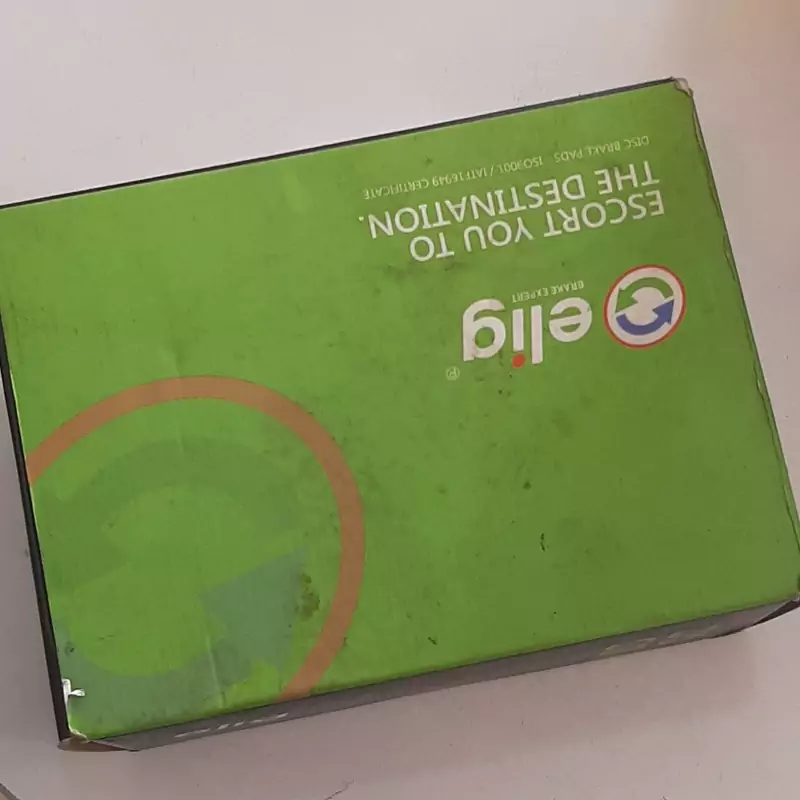 elig
®
BRAKE EXPERT
ESCORT YOU TO
THE DESTINATION.
DISC BRAKE PADS ISO9001 / IATF16949 CERTIFICATE